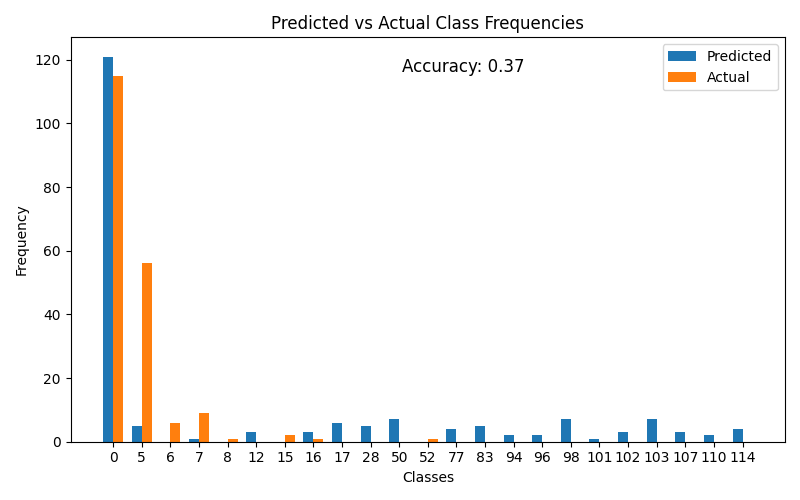 Predicted vs Actual Class Frequencies
Accuracy: 0.37
Predicted
Actual
Frequency
120
100
80
60
40
20
0
0 5 6 7 8 12 15 16 17 28 50 52 77 83 94 96 98 101 102 103 107 110 114
Classes